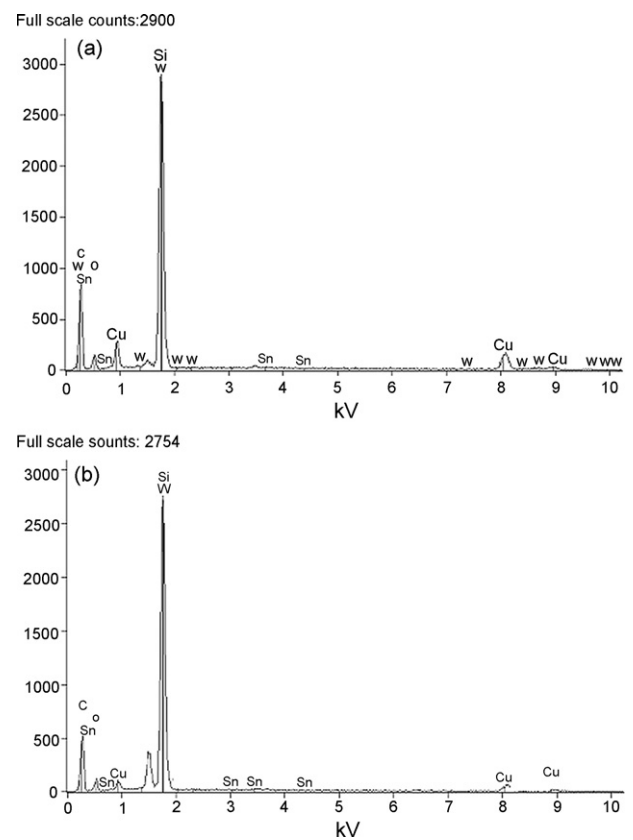 Full scale counts:2900
(a)
Si
w
3000
2500
2000
1500
1000
500
0
c
w o
Sn
Sn
Cu
w
w w
Sn
Sn
w
Cu
w
w
Cu
w w w
0 1 2 3 4 5 6 7 8 9 10
kV
Full scale sounts: 2754
(b)
Si
W
3000
2500
2000
1500
1000
500
0
C
o
Sn
Sn
Cu
Sn
Sn
Sn
Cu
Cu
0 1 2 3 4 5 6 7 8 9 10
kV